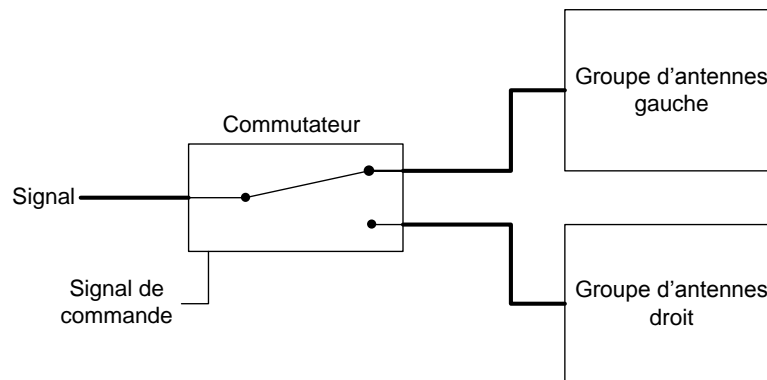 Groupe d'antennes
gauche
Commutateur
Signal
Signal de
commande
Groupe d'antennes
droit